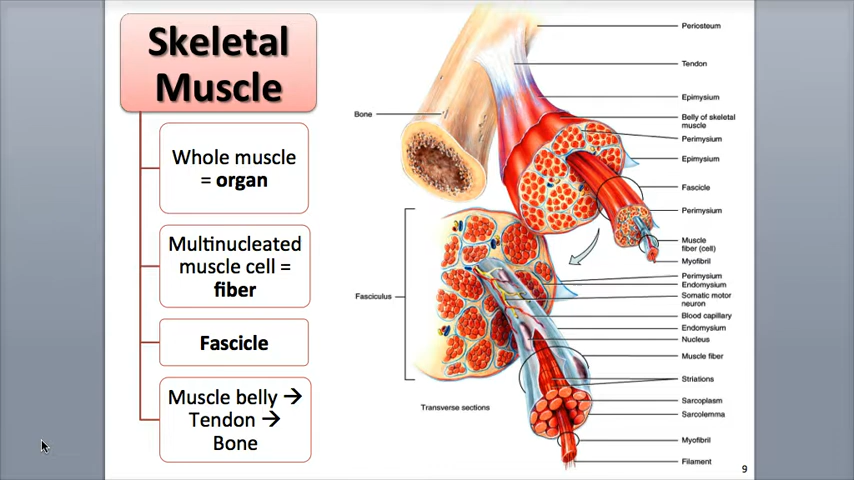 Skeletal
Muscle
Whole muscle
= organ
Multinucleated
muscle cell =
fiber
Fascicle
Muscle belly →
Tendon →
Bone
Periosteum
Tendon
Bone
Epimysium
Belly of skeletal
muscle
Perimysium
Epimysium
Fascicle
Perimysium
Muscle
fiber (cell)
Myofibril
Perimysium
Endomysium
Fasciculus
Somatic motor
neuron
Blood capillary
Endomysium
Nucleus
Muscle fiber
Striations
Sarcoplasm
Transverse sections
Sarcolemma
Myofibril
Filament
9